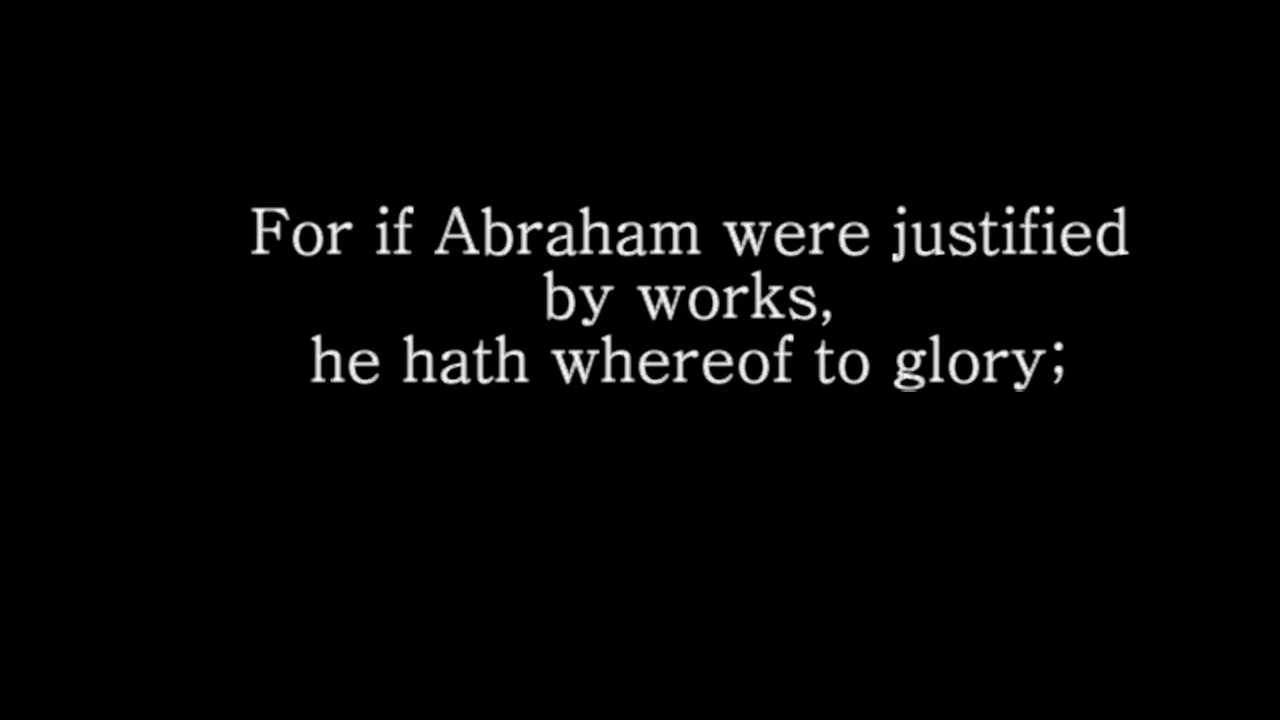 For if Abraham were justified
by works,
he hath whereof to glory;